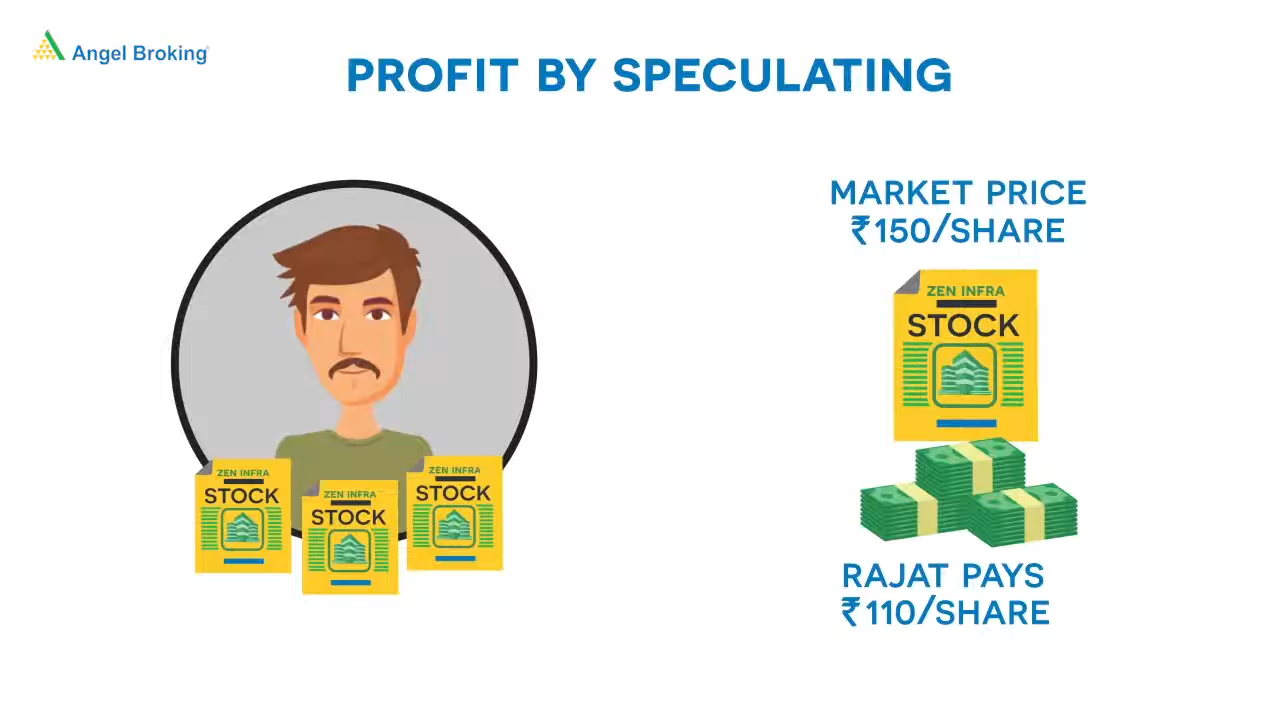 Angel Broking
PROFIT BY SPECULATING
MARKET PRICE
₹150/SHARE
ZEN INFRA
STOCK
RAJAT PAYS
₹110/SHARE
ZEN INFRA
STOCK
ZEN INFRA
STOCK
ZEN INFRA
STOCK